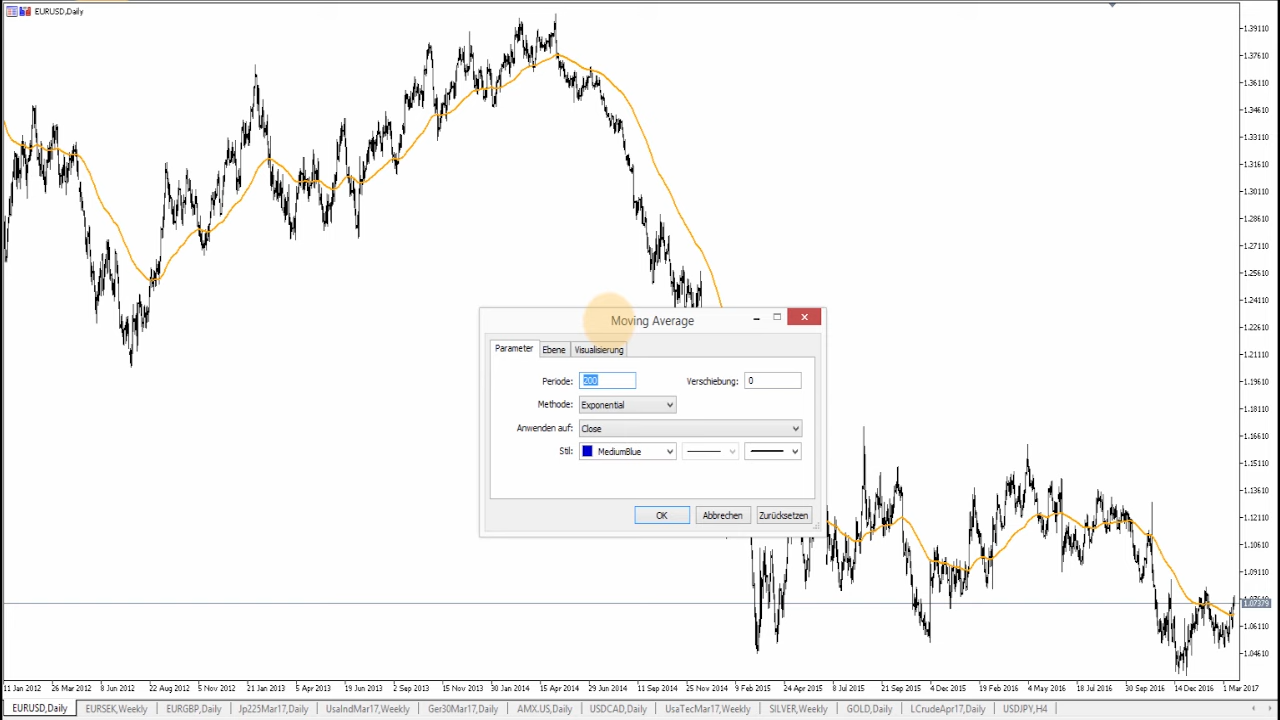 EURUSD,Daily
1.39110
1.37610
1.36110
1.34610
1.33110
1.31610
1.30110
1.28610
1.27110
1.25610
1.24110
1.22610
1.21110
1.19610
1.18110
1.16610
1.15110
1.13610
1.12110
1.10610
1.09110
1.07379
1.06110
1.04610
Moving Average
Parameter Ebene Visualisierung
Periode: 200 Verschiebung: 0
Methode: Exponential
Anwenden auf: Close
Stil: MediumBlue
OK Abbrechen Zurücksetzen
11 Jan 2012 26 Mar 2012 8 Jun 2012 22 Aug 2012 5 Nov 2012 21 Jan 2013 5 Apr 2013 19 Jun 2013 2 Sep 2013 15 Nov 2013 30 Jan 2014 15 Apr 2014 29 Jun 2014 11 Sep 2014 25 Nov 2014 9 Feb 2015 24 Apr 2015 8 Jul 2015 21 Sep 2015 4 Dec 2015 19 Feb 2016 4 May 2016 18 Jul 2016 30 Sep 2016 14 Dec 2016 1 Mar 2017
EURUSD,Daily EURSEK,Weekly EURGBP,Daily Jp225Mar17,Daily UsaIndMar17,Weekly Ger30Mar17,Daily AMX.US,Daily USDCAD,Daily UsaTecMar17,Weekly SILVER,Weekly GOLD,Daily LCrudeApr17,Daily USDJPY,H4